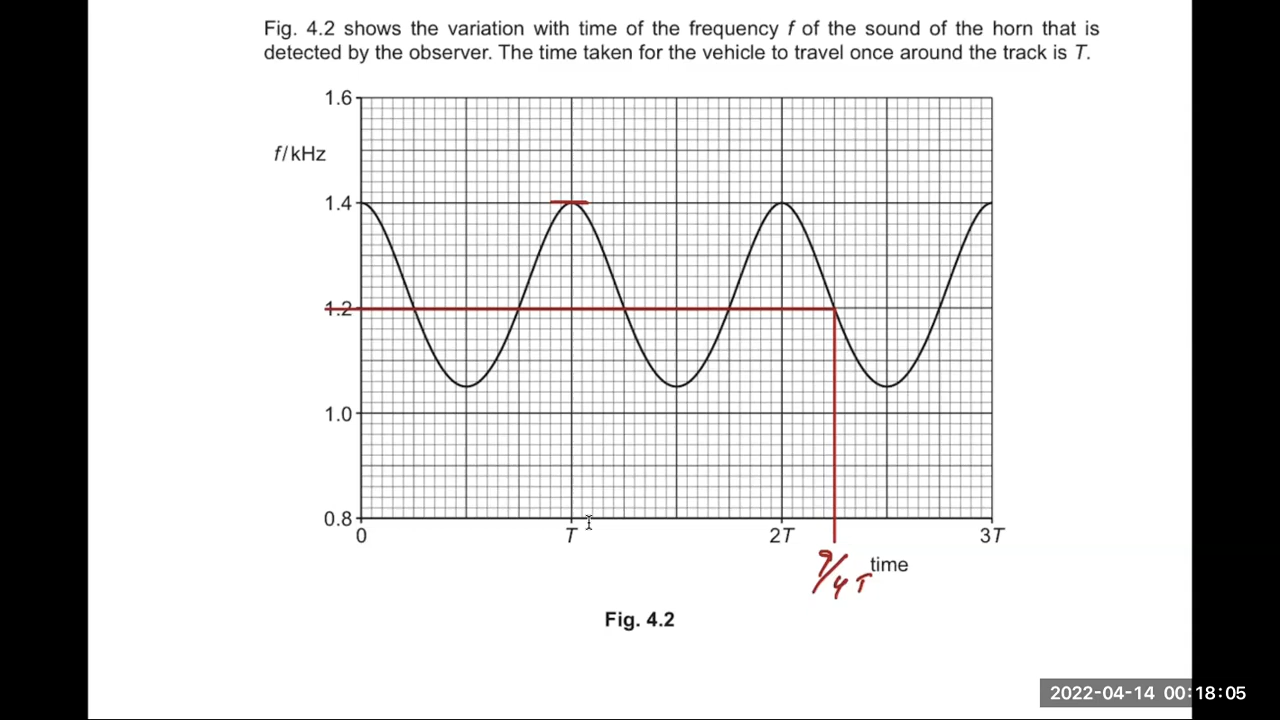 Fig. 4.2 shows the variation with time of the frequency f of the sound of the horn that is
detected by the observer. The time taken for the vehicle to travel once around the track is T.
1.6
f/kHz
1.4
1.2
1.0
0.8
0 T 2T 3T
9/4 T time
Fig. 4.2
2022-04-14 00:18:05